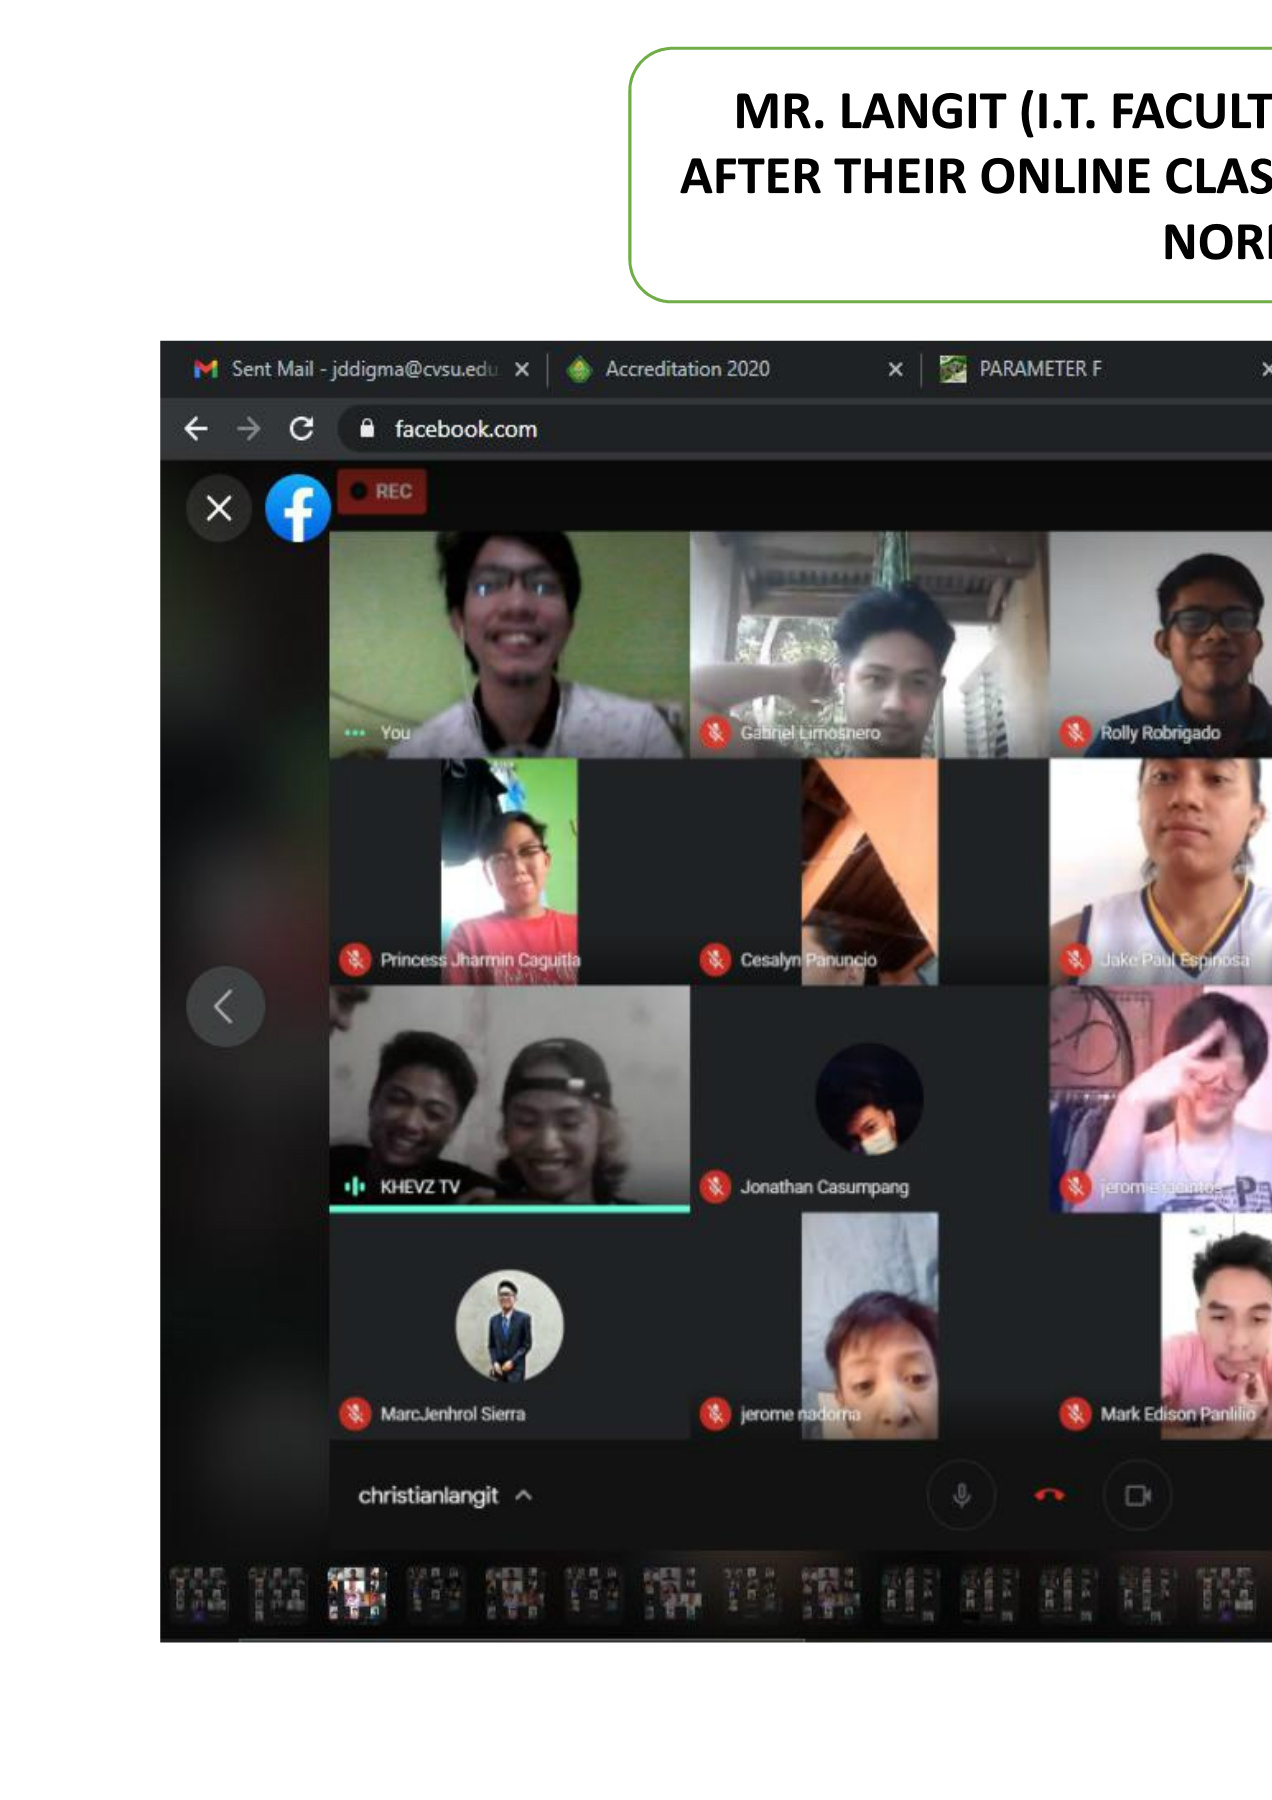 MR. LANGIT (I.T. FACULT
AFTER THEIR ONLINE CLAS
NOR
Sent Mail - jddigma@cvsu.edu
Accreditation 2020
PARAMETER F
facebook.com
REC
You
Gabriel Limosnero
Rolly Robrigado
Princess Jharmin Caguitla
Cesalyn Panuncio
Jake Paul Espinosa
KHEVZ TV
Jonathan Casumpang
jeromie jacintos
MarcJenhrol Sierra
jerome nadorna
Mark Edison Panlilio
christianlangit